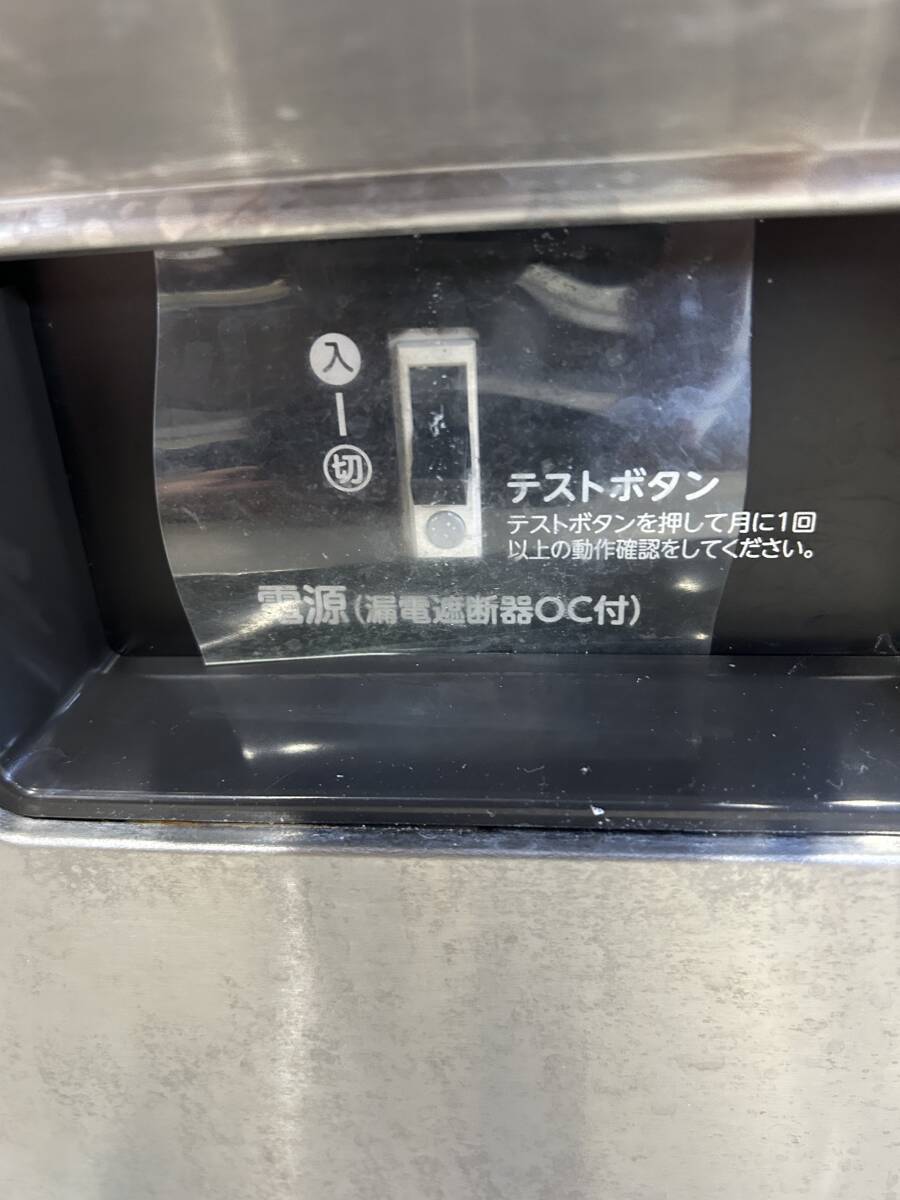 入
切
テストボタン
テストボタンを押して月に1回
以上の動作確認をしてください。
電源(漏電遮断器OC付)